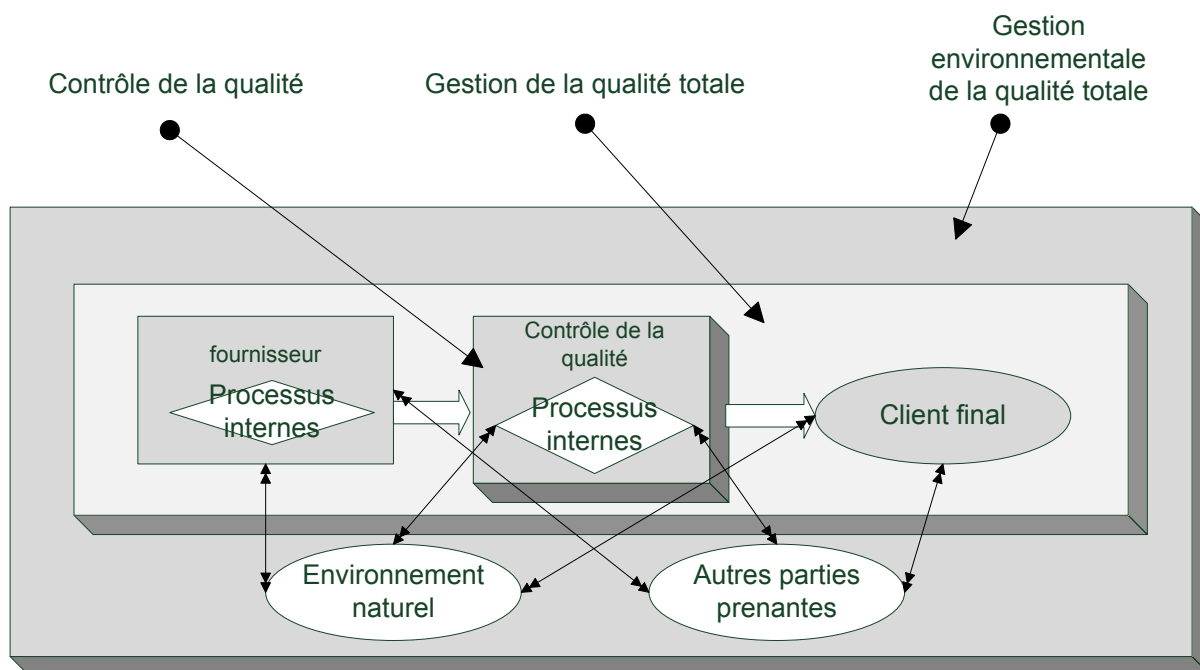 Gestion
environnementale
de la qualité totale
Contrôle de la qualité
Gestion de la qualité totale
fournisseur
Processus
internes
Contrôle de la
qualité
Processus
internes
Client final
Environnement
naturel
Autres parties
prenantes